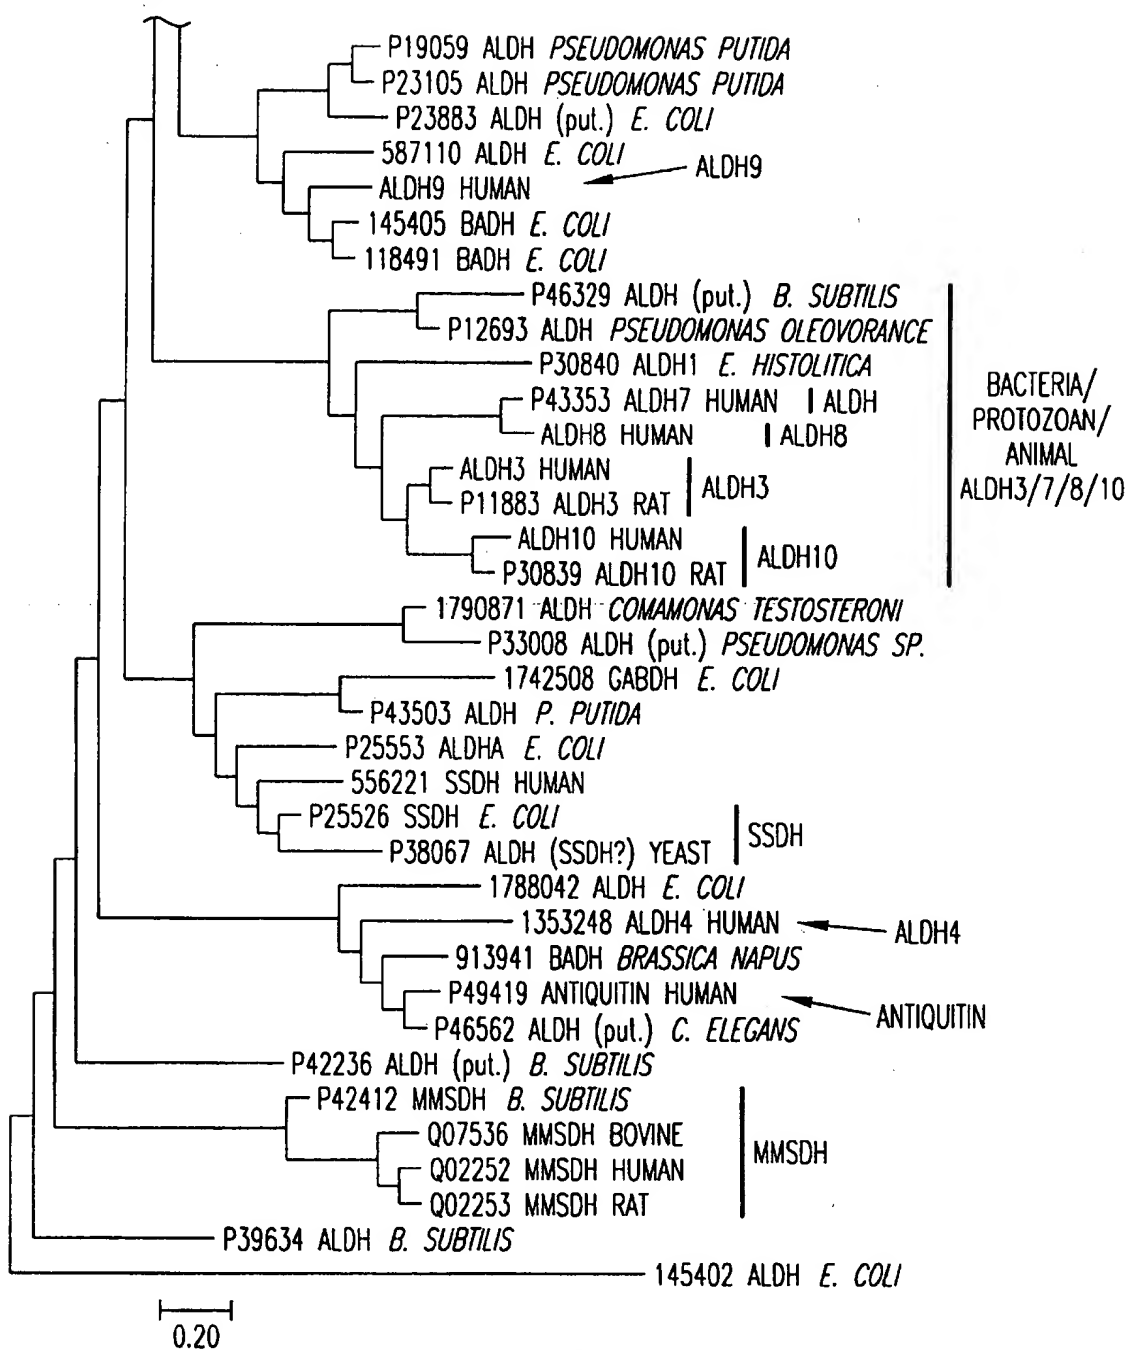 P19059 ALDH PSEUDOMONAS PUTIDA
P23105 ALDH PSEUDOMONAS PUTIDA
P23883 ALDH (put.) E. COLI
587110 ALDH E. COLI
ALDH9
ALDH9 HUMAN
145405 BADH E. COLI
118491 BADH E. COLI
P46329 ALDH (put.) B. SUBTILIS
P12693 ALDH PSEUDOMONAS OLEOVORANCE
P30840 ALDH1 E. HISTOLITICA
P43353 ALDH7 HUMAN ALDH
ALDH8 HUMAN ALDH8
ALDH3 HUMAN
P11883 ALDH3 RAT
ALDH3
ALDH10 HUMAN
P30839 ALDH10 RAT
ALDH10
BACTERIA/
PROTOZOAN/
ANIMAL
ALDH3/7/8/10
1790871 ALDH COMAMONAS TESTOSTERONI
P33008 ALDH (put.) PSEUDOMONAS SP.
1742508 GABDH E. COLI
P43503 ALDH P. PUTIDA
P25553 ALDHA E. COLI
556221 SSDH HUMAN
P25526 SSDH E. COLI
P38067 ALDH (SSDH?) YEAST
SSDH
1788042 ALDH E. COLI
1353248 ALDH4 HUMAN
ALDH4
913941 BADH BRASSICA NAPUS
P49419 ANTIQUITIN HUMAN
ANTIQUITIN
P46562 ALDH (put.) C. ELEGANS
P42236 ALDH (put.) B. SUBTILIS
P42412 MMSDH B. SUBTILIS
Q07536 MMSDH BOVINE
Q02252 MMSDH HUMAN
Q02253 MMSDH RAT
MMSDH
P39634 ALDH B. SUBTILIS
145402 ALDH E. COLI
0.20